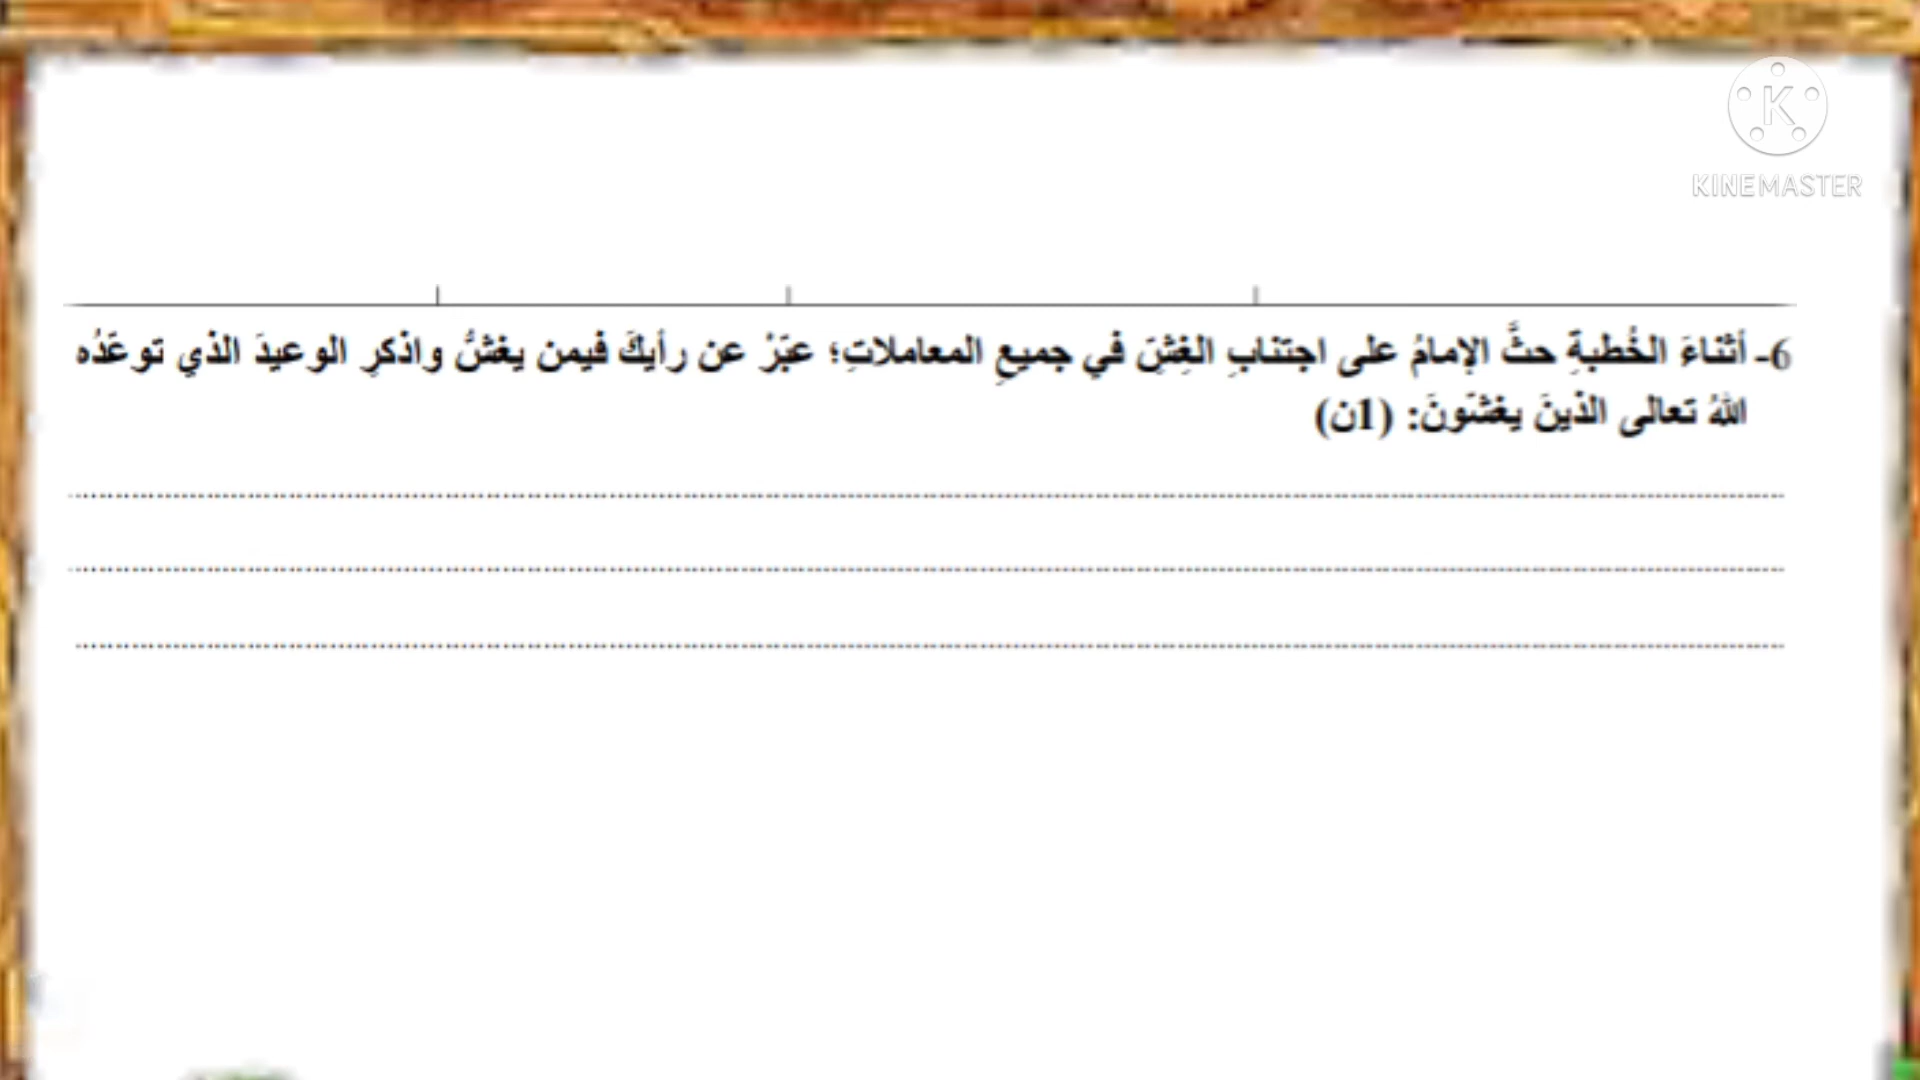 KINEMASTER
6- أثناءَ الخُطبةِ حثَّ الإمامُ على اجتنابِ الغِشِّ في جميعِ المعاملاتِ؛ عبّرْ عن رأيكَ فيمن يغشُّ واذكرِ الوعيدَ الذي توعّدُه
اللهُ تعالى الذينَ يغشّونَ: (1ن)